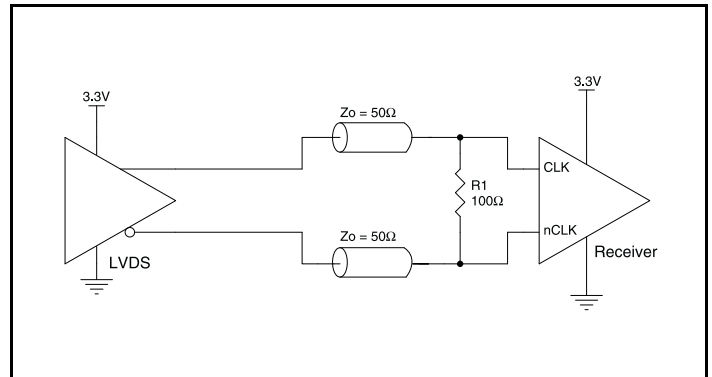 3.3V
Zo = 50Ω
3.3V
CLK
R1
100Ω
nCLK
Zo = 50Ω
LVDS
Receiver